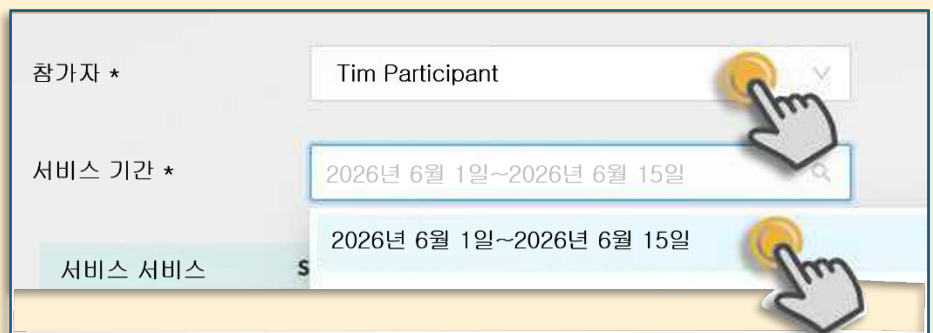 참가자 *
Tim Participant
서비스 기간 *
2026년 6월 1일~2026년 6월 15일
2026년 6월 1일~2026년 6월 15일
서비스 서비스
S